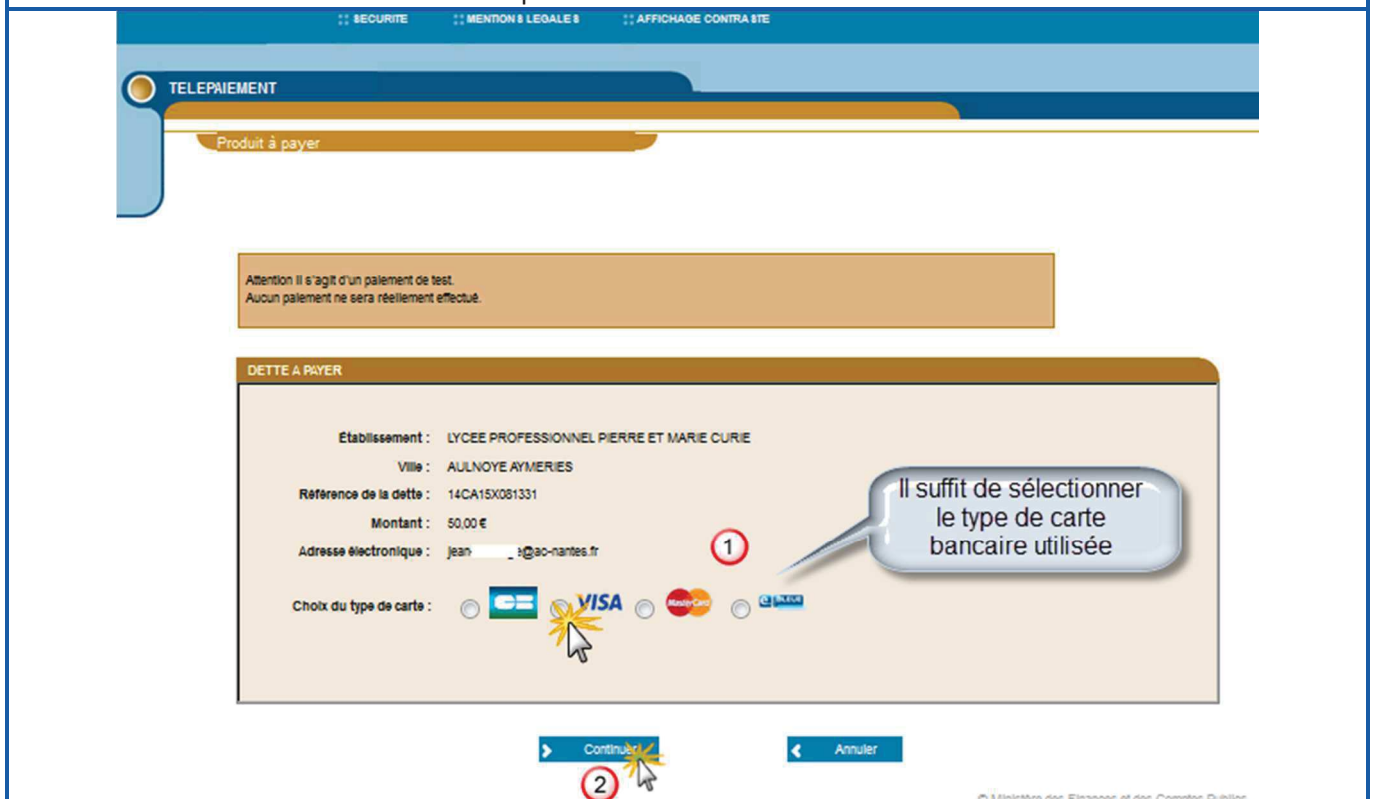 :: SECURITE :: MENTIONS LEGALES :: AFFICHAGE CONTRASTE
TELEPAIEMENT
Produit à payer
Attention il s'agit d'un paiement de test.
Aucun paiement ne sera réellement effectué.
DETTE A PAYER
Établissement : LYCEE PROFESSIONNEL PIERRE ET MARIE CURIE
Ville : AULNOYE AYMERIES
Référence de la dette : 14CA15X081331
Montant : 50,00 €
Adresse électronique : jean- e@ac-nantes.fr
1
Il suffit de sélectionner
le type de carte
bancaire utilisée
Choix du type de carte : CB VISA MasterCard e BLEUE
Continuer Annuler
2
© Ministère des Finances et des Comptes Publics